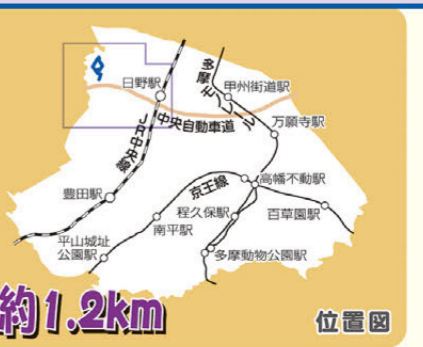 日野駅
多摩モノレール
甲州街道駅
中央自動車道
万願寺駅
JR中央線
豊田駅
京王線
高幡不動駅
程久保駅
百草園駅
南平駅
平山城址
公園駅
多摩動物公園駅
約1.2km
位置図